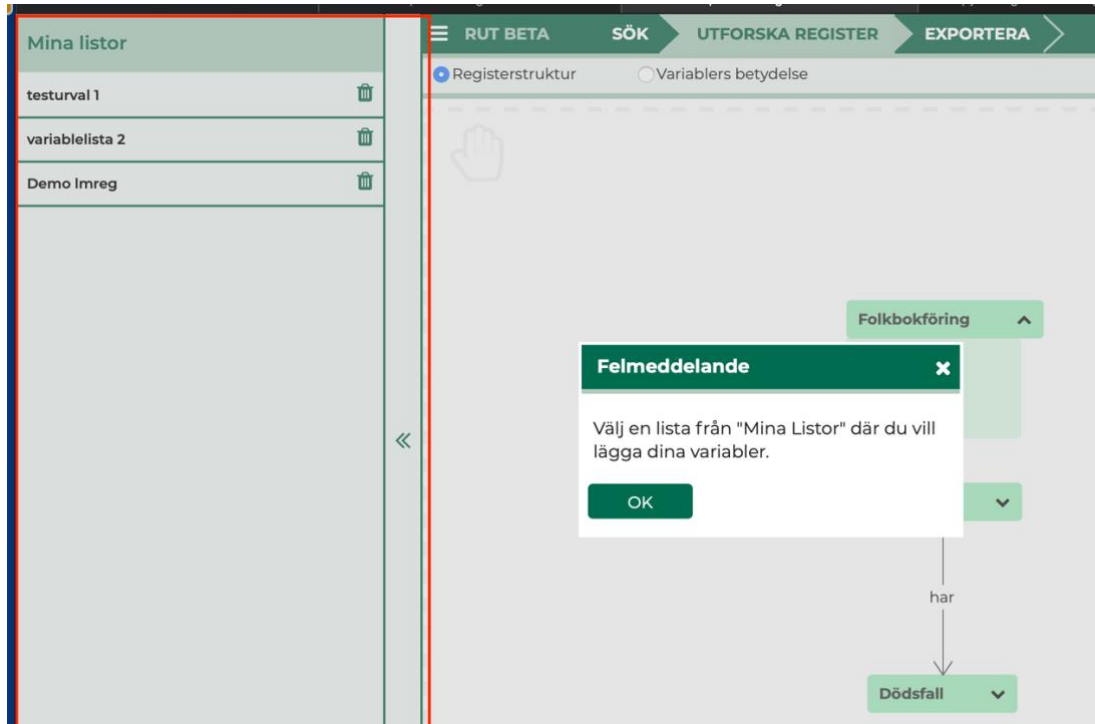 Mina listor
testurval 1
variablelista 2
Demo lmreg
RUT BETA
SÖK
UTFORSKA REGISTER
EXPORTERA
Registerstruktur
Variablers betydelse
Folkbokföring
Felmeddelande
Välj en lista från "Mina Listor" där du vill
lägga dina variabler.
OK
har
Dödsfall